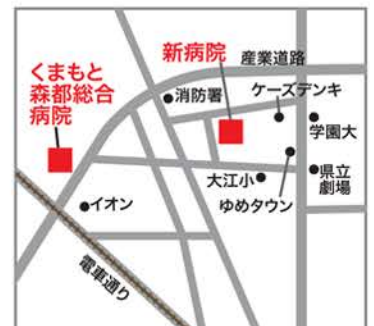 新病院
産業道路
くまもと
森都総合
病院
消防署
ケーズデンキ
学園大
大江小
県立
劇場
ゆめタウン
イオン
電車通り